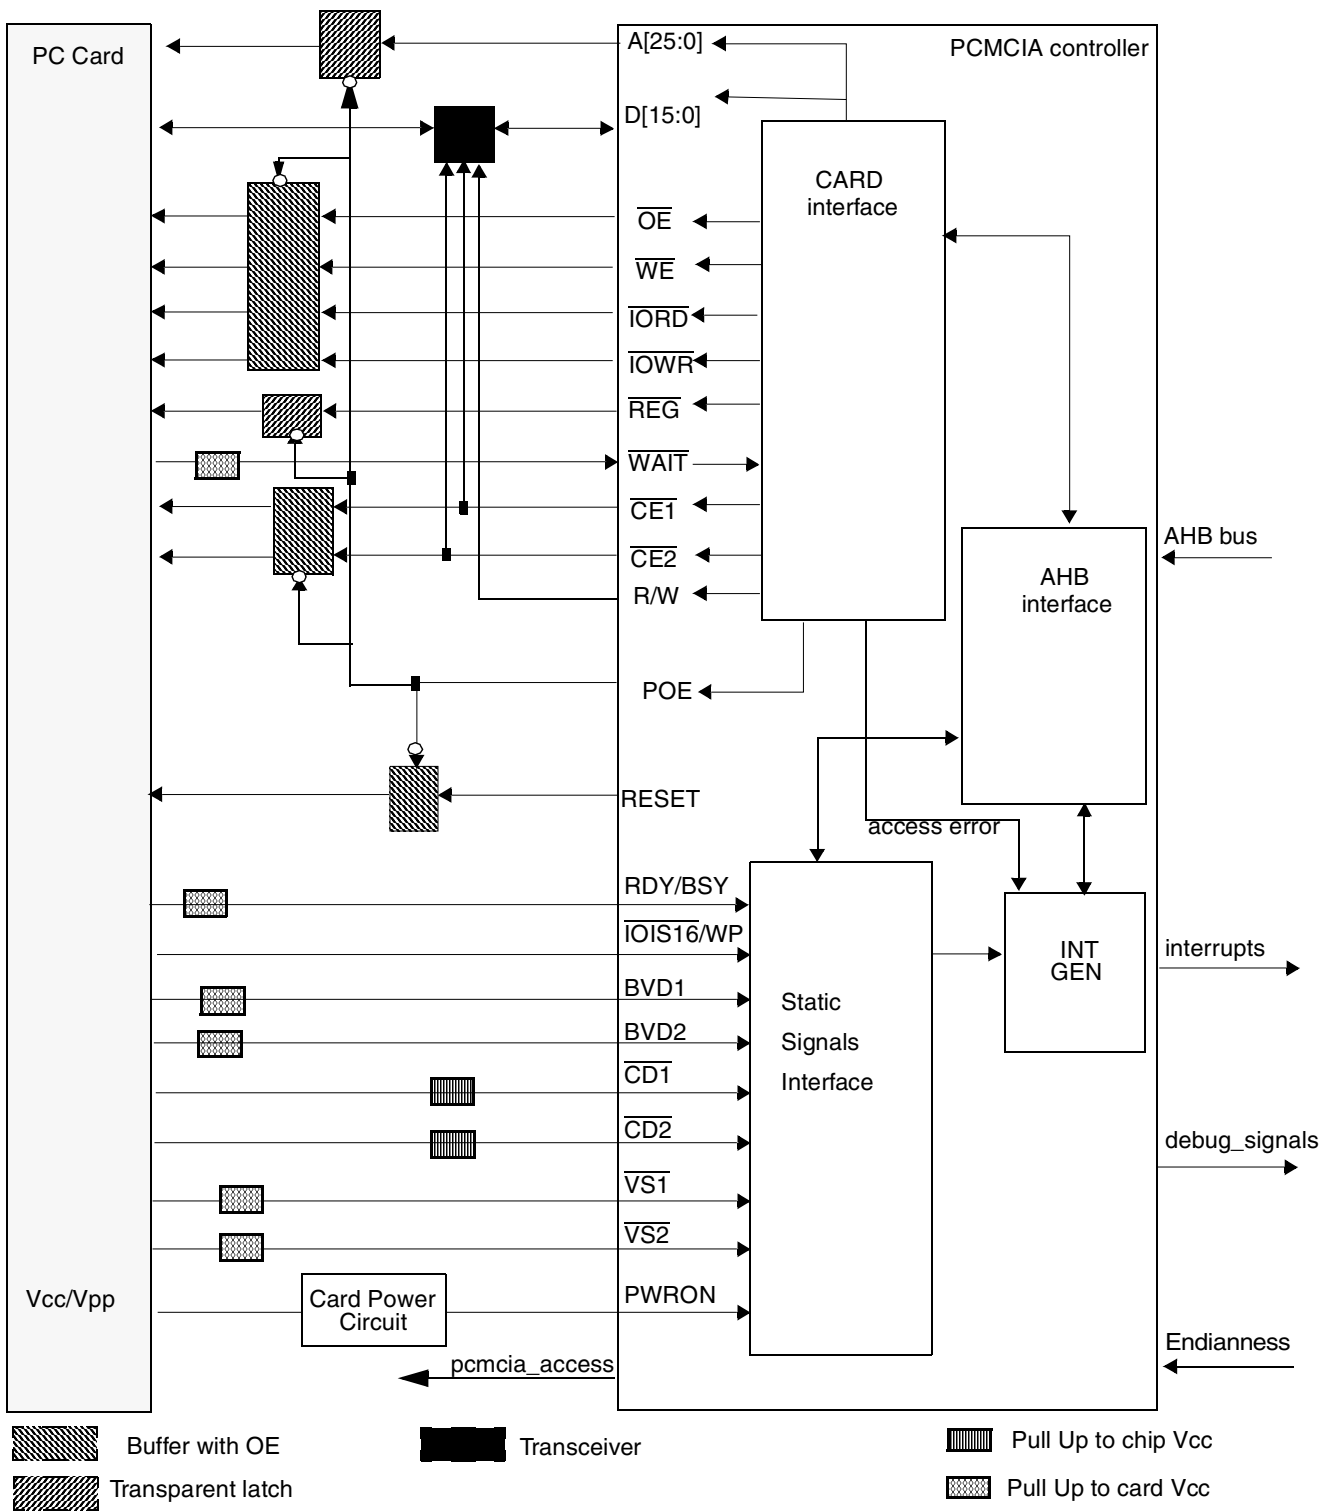 PC Card
A[25:0]
PCMCIA controller
D[15:0]
CARD
interface
OE
WE
IORD
IOWR
REG
WAIT
CE1
CE2
R/W
AHB bus
AHB
interface
POE
RESET
access error
RDY/BSY
IOIS16/WP
INT
GEN
interrupts
BVD1
BVD2
Static
Signals
Interface
CD1
CD2
debug_signals
VS1
VS2
Vcc/Vpp
Card Power
Circuit
PWRON
Endianness
pcmcia_access
Buffer with OE
Transceiver
Pull Up to chip Vcc
Transparent latch
Pull Up to card Vcc